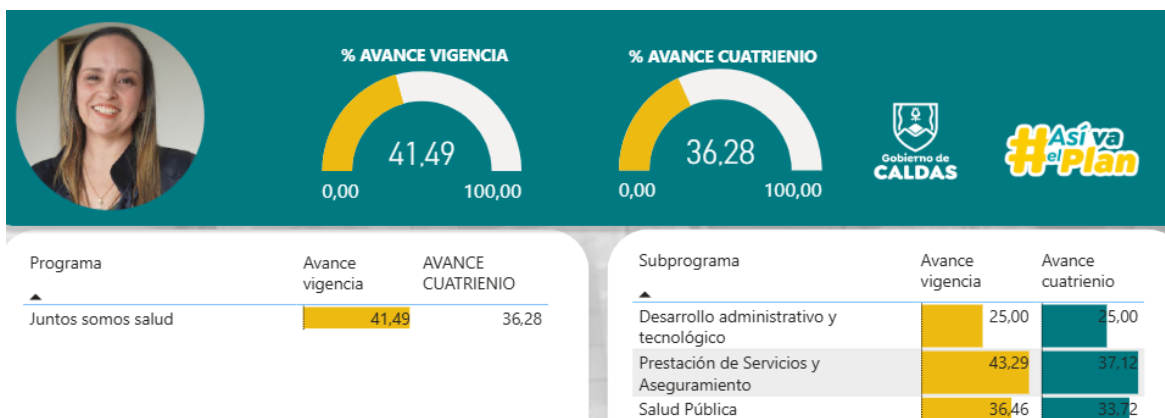 % AVANCE VIGENCIA
41,49
0,00 100,00
% AVANCE CUATRIENIO
36,28
0,00 100,00
Gobierno de
CALDAS
#Así va
el Plan
Programa Avance vigencia AVANCE CUATRIENIO
Juntos somos salud 41,49 36,28
Subprograma Avance vigencia Avance cuatrienio
Desarrollo administrativo y 25,00 25,00
tecnológico
Prestación de Servicios y 43,29 37,12
Aseguramiento
Salud Pública 36,46 33,72